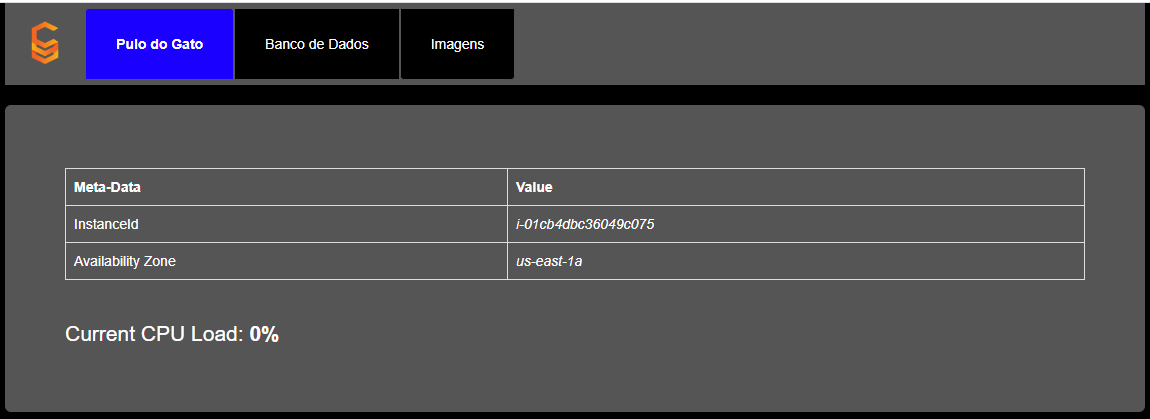 Pulo do Gato Banco de Dados Imagens
Meta-Data Value
InstanceId i-01cb4dbc36049c075
Availability Zone us-east-1a
Current CPU Load: 0%